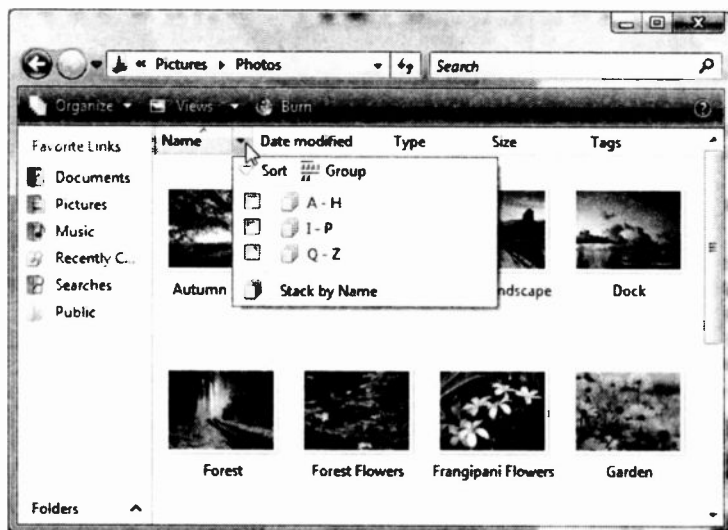 « Pictures ▸ Photos
Search
Organize Views Burn
Favorite Links
Documents
Pictures
Music
Recently C...
Searches
Public
Folders
Name Date modified Type Size Tags
Sort Group
A - H
I - P
Q - Z
Stack by Name
Autumn ndscape Dock
Forest Forest Flowers Frangipani Flowers Garden